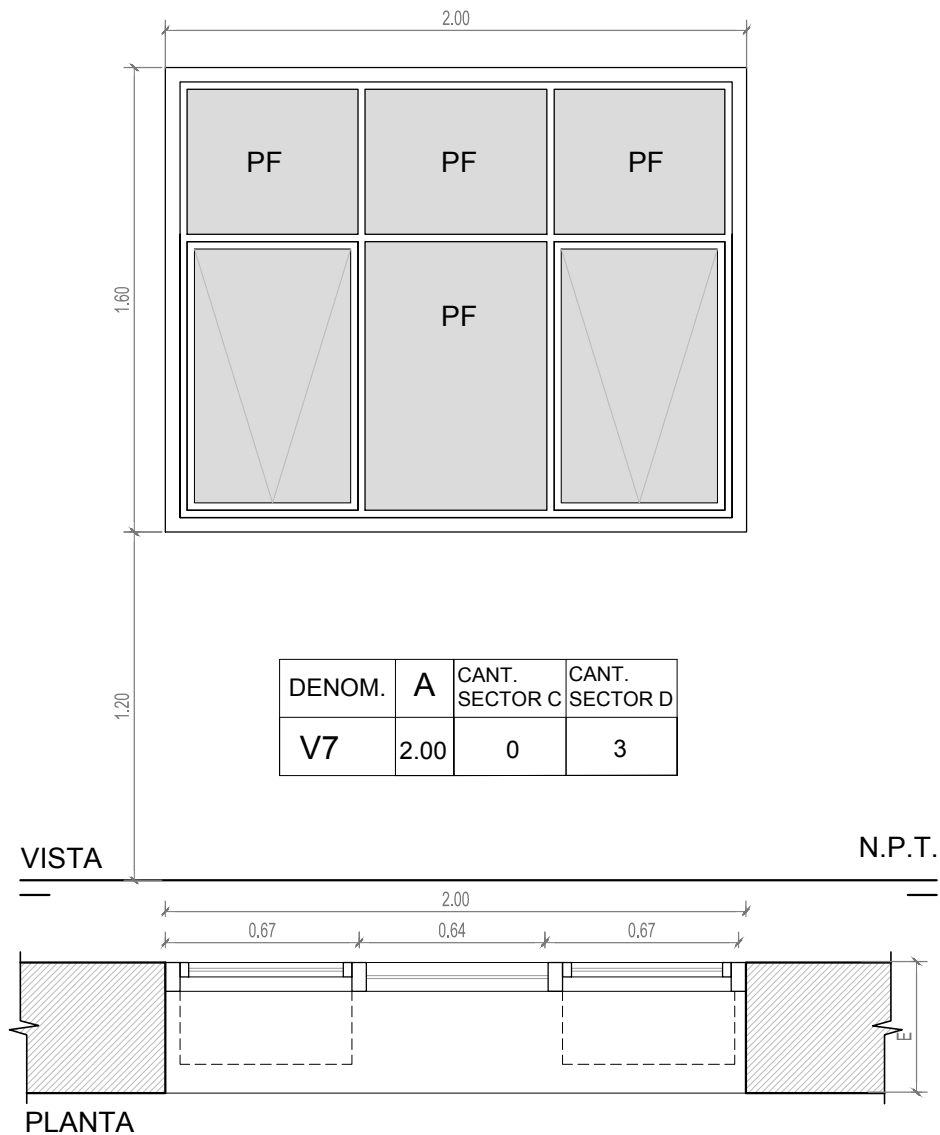 2.00
PF PF PF
1.60
PF
DENOM. A CANT. SECTOR C CANT. SECTOR D
V7 2.00 0 3
1.20
VISTA N.P.T.
2.00
0.67 0.64 0.67
E
PLANTA